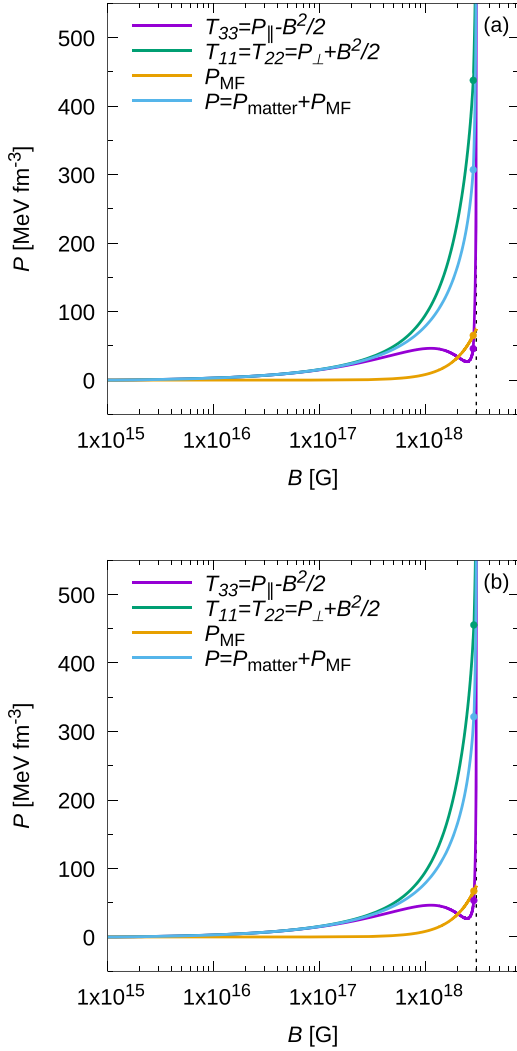 (a)
T33=P∥-B²/2
T11=T22=P⊥+B²/2
PMF
P=Pmatter+PMF
500
400
300
200
100
0
P [MeV fm⁻³]
1x10¹⁵ 1x10¹⁶ 1x10¹⁷ 1x10¹⁸
B [G]
(b)
T33=P∥-B²/2
T11=T22=P⊥+B²/2
PMF
P=Pmatter+PMF
500
400
300
200
100
0
P [MeV fm⁻³]
1x10¹⁵ 1x10¹⁶ 1x10¹⁷ 1x10¹⁸
B [G]